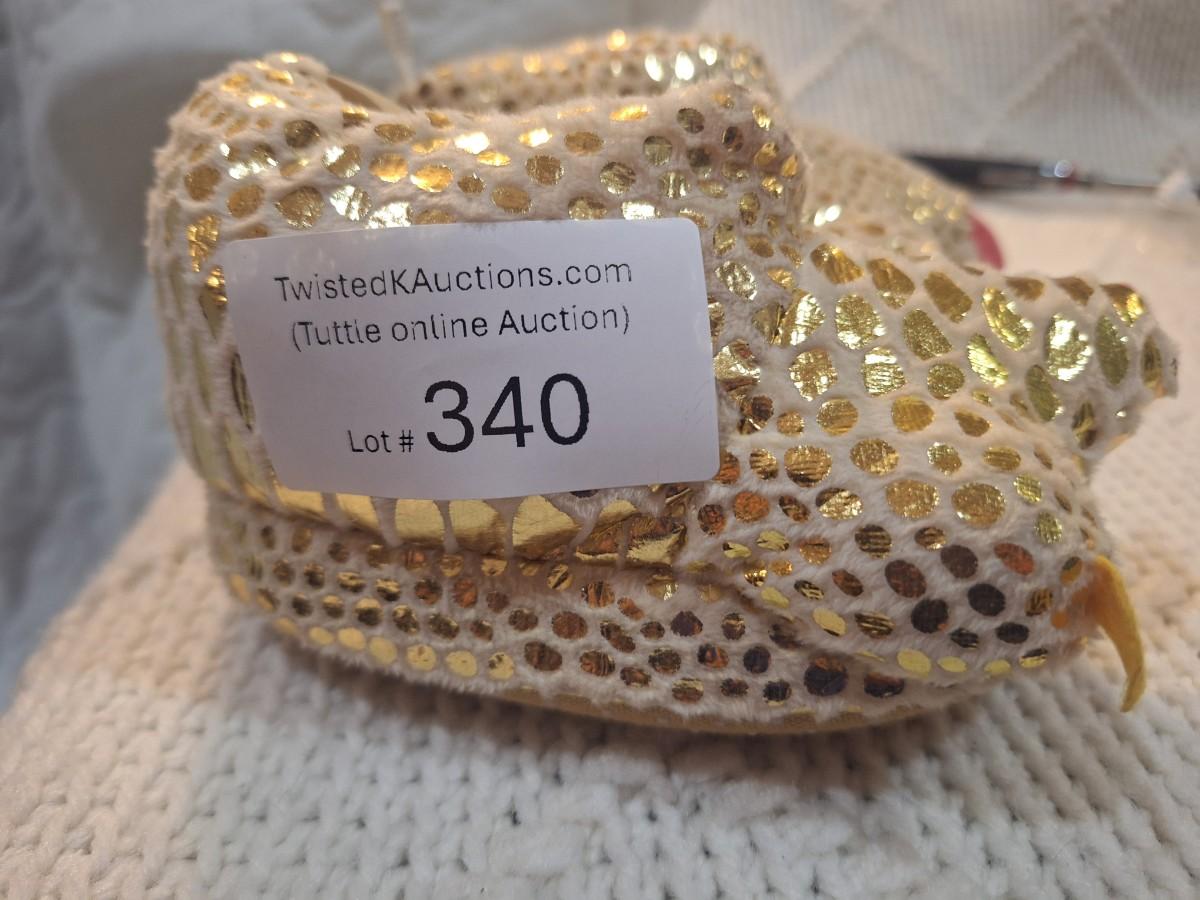 TwistedKAuctions.com
(Tuttle online Auction)
Lot # 340